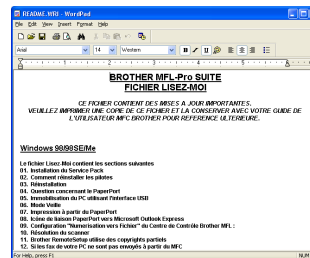 README.WRI - WordPad
File Edit View Insert Format Help
Arial 14 Western B I U
1 2 3 4 5
BROTHER MFL-Pro SUITE
FICHIER LISEZ-MOI
CE FICHIER CONTIENT DES MISES A JOUR IMPORTANTES.
VEUILLEZ IMPRIMER UNE COPIE DE CE FICHIER ET LA CONSERVER AVEC VOTRE GUIDE DE
L'UTILISATEUR MFC BROTHER POUR REFERENCE ULTERIEURE.
Windows 98/98SE/Me
Le fichier Lisez-Moi contient les sections suivantes
01. Installation du Service Pack
02. Comment réinstaller les pilotes
03. Réinstallation
04. Question concernant le PaperPort
05. Immobilisation du PC utilisant l'interface USB
06. Mode Veille
07. Impression à partir du PaperPort
08. Icône de liaison PaperPort vers Microsoft Outlook Express
09. Configuration "Numerisation vers Fichier" du Centre de Contrôle Brother MFL :
10. Résolution du scanner
11. Brother RemoteSetup utilise des copyrights partiels
12. Si les fax de votre PC ne sont pas envoyés à partir du MFC
For Help, press F1 NUM